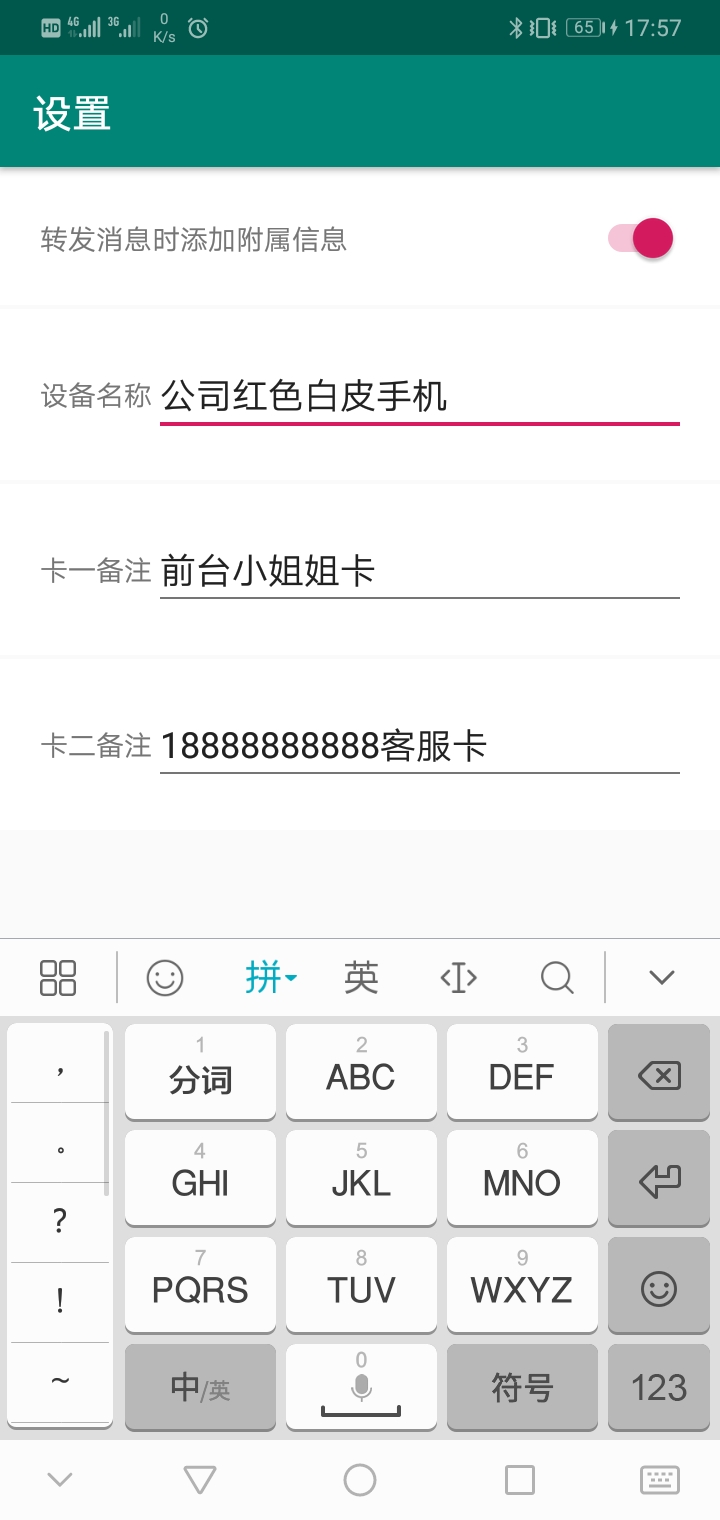 HD 4G 3G 0 K/s 65 17:57
设置
转发消息时添加附属信息
设备名称 公司红色白皮手机
卡一备注 前台小姐姐卡
卡二备注 18888888888客服卡
拼 英
， 1 分词 2 ABC 3 DEF
。 4 GHI 5 JKL 6 MNO
? 7 PQRS 8 TUV 9 WXYZ
!
~ 中/英 0 符号 123